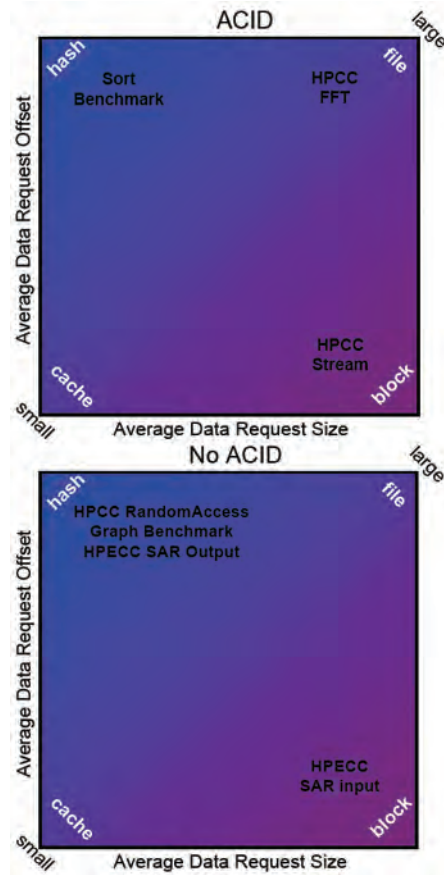 ACID
large
hash
file
Sort
Benchmark
HPCC
FFT
Average Data Request Offset
HPCC
Stream
cache
block
small
Average Data Request Size
No ACID
large
hash
file
HPCC RandomAccess
Graph Benchmark
HPECC SAR Output
Average Data Request Offset
HPECC
SAR input
cache
block
small
Average Data Request Size